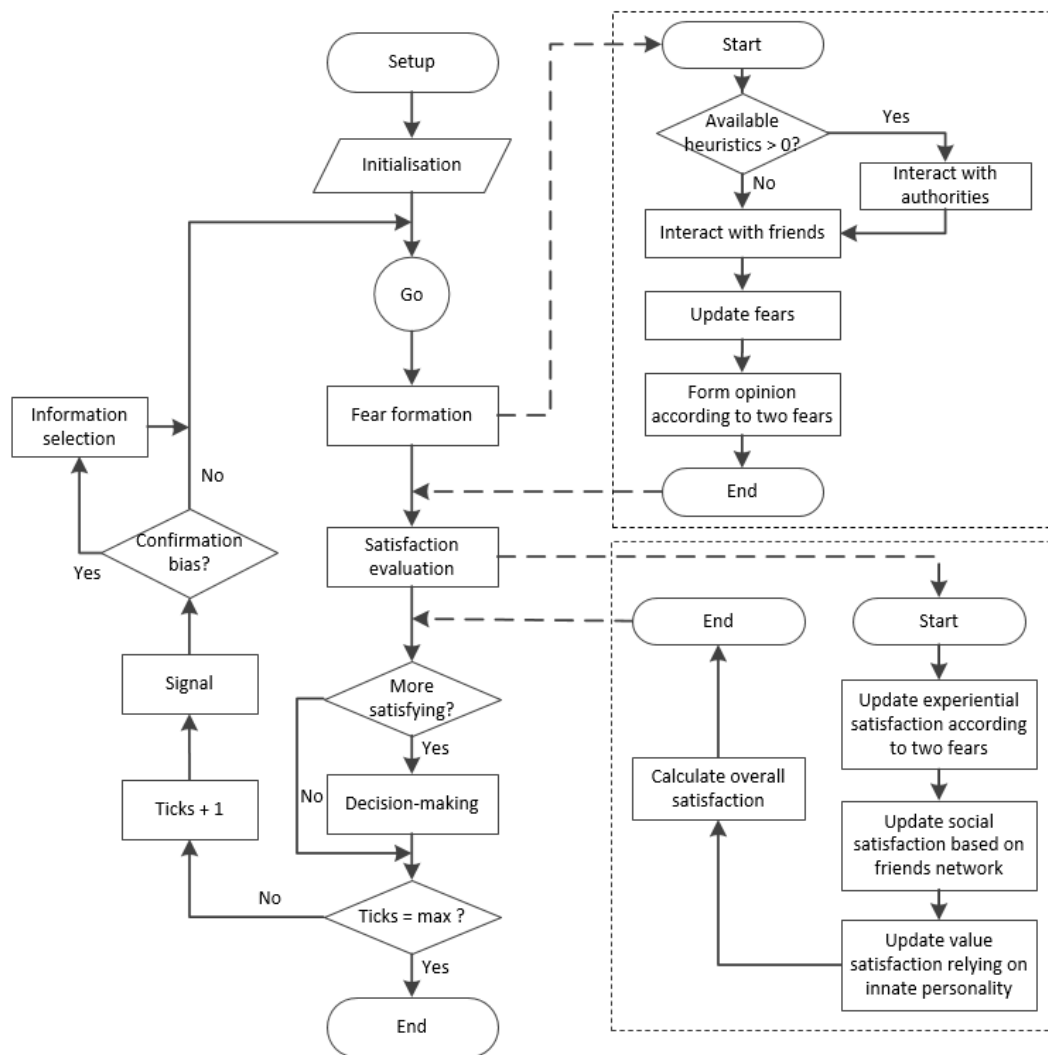 Setup
Initialisation
Go
Fear formation
Satisfaction
evaluation
More
satisfying?
Yes
No
Decision-making
Ticks = max ?
No
Yes
End
Ticks + 1
Signal
Confirmation
bias?
Yes
No
Information
selection
Start
Available
heuristics > 0?
Yes
No
Interact with
authorities
Interact with friends
Update fears
Form opinion
according to two fears
End
Start
Update experiential
satisfaction according
to two fears
Update social
satisfaction based on
friends network
Update value
satisfaction relying on
innate personality
Calculate overall
satisfaction
End